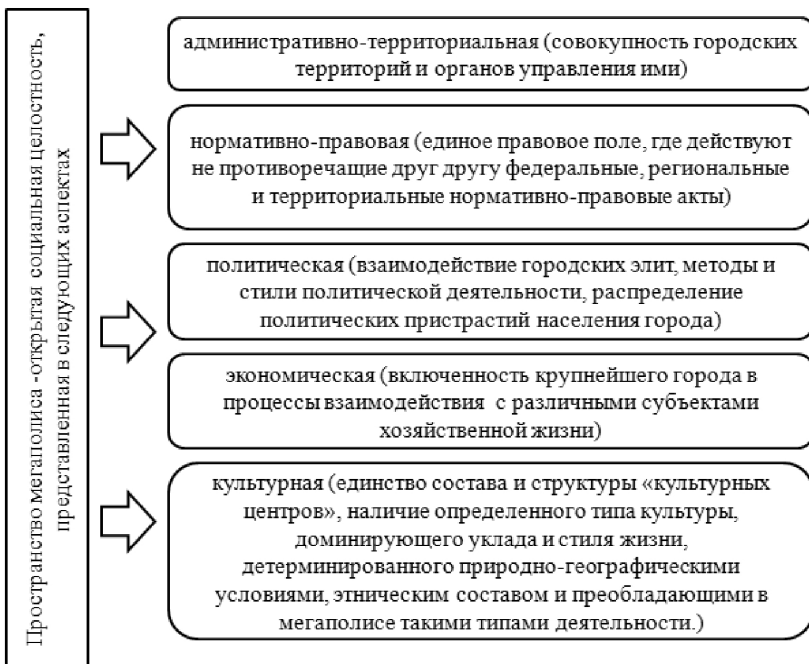 Пространство мегаполиса -открытая социальная целостность,
представленная в следующих аспектах
административно-территориальная (совокупность городских
территорий и органов управления ими)
нормативно-правовая (единое правовое поле, где действуют
не противоречащие друг другу федеральные, региональные
и территориальные нормативно-правовые акты)
политическая (взаимодействие городских элит, методы и
стили политической деятельности, распределение
политических пристрастий населения города)
экономическая (включенность крупнейшего города в
процессы взаимодействия с различными субъектами
хозяйственной жизни)
культурная (единство состава и структуры «культурных
центров», наличие определенного типа культуры,
доминирующего уклада и стиля жизни,
детерминированного природно-географическими
условиями, этническим составом и преобладающими в
мегаполисе такими типами деятельности.)